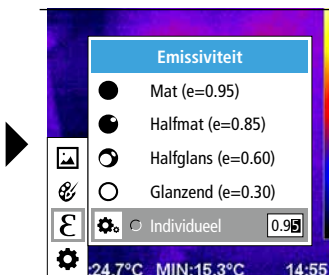 Emissiviteit
Mat (e=0.95)
Halfmat (e=0.85)
Halfglans (e=0.60)
Glanzend (e=0.30)
ε
Individueel 0.95
:24.7°C MIN:15.3°C 14:55